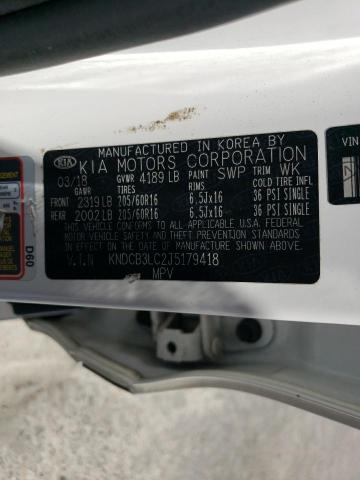 MANUFACTURED IN KOREA BY
KIA KIA MOTORS CORPORATION
03/18 GVWR 4189 LB PAINT SWP TRIM WK
GAWR TIRES RIMS COLD TIRE INFL
FRONT 2319 LB 205/60R16 6,5Jx16 36 PSI SINGLE
REAR 2002 LB 205/60R16 6,5Jx16 36 PSI SINGLE
THIS VEHICLE CONFORMS TO ALL APPLICABLE U.S.A. FEDERAL MOTOR
VEHICLE SAFETY AND THEFT PREVENTION STANDARDS
IN EFFECT ON THE DATE OF MANUFACTURE SHOWN ABOVE.
V.I.N KNDCB3LC2J5179418
MPV
D60
VIN